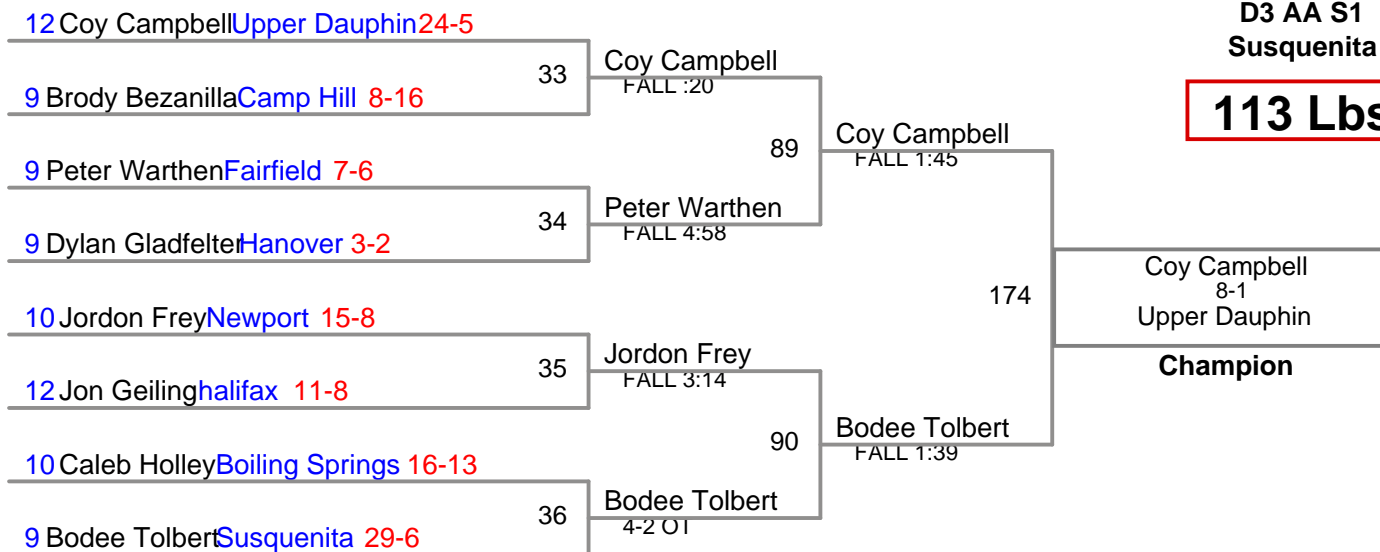 12 Coy Campbell Upper Dauphin 24-5
D3 AA S1
Susquenita
33
Coy Campbell
FALL :20
9 Brody Bezanilla Camp Hill 8-16
113 Lbs
89
Coy Campbell
FALL 1:45
9 Peter Warthen Fairfield 7-6
34
Peter Warthen
FALL 4:58
9 Dylan Gladfelter Hanover 3-2
174
Coy Campbell
8-1
Upper Dauphin
Champion
10 Jordon Frey Newport 15-8
35
Jordon Frey
FALL 3:14
12 Jon Geiling halifax 11-8
90
Bodee Tolbert
FALL 1:39
10 Caleb Holley Boiling Springs 16-13
36
Bodee Tolbert
4-2 OT
9 Bodee Tolbert Susquenita 29-6